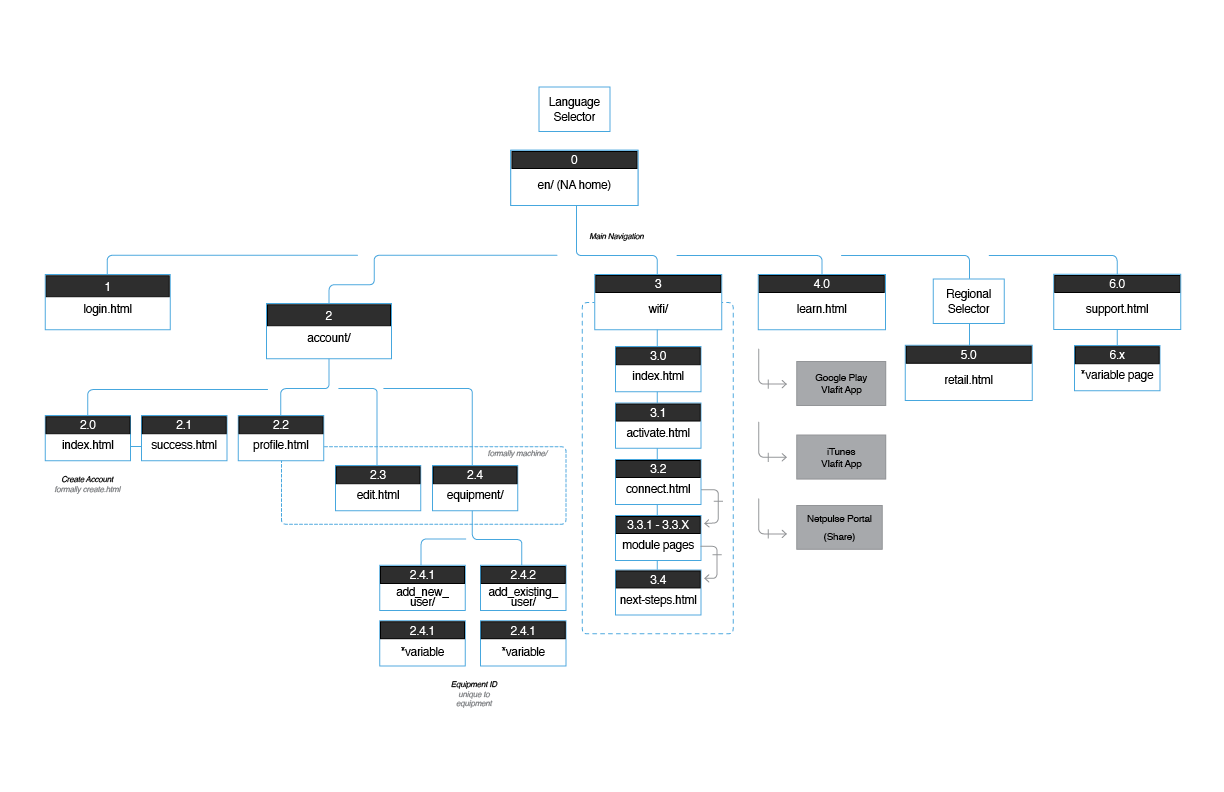 Language
Selector
0
en/ (NA home)
Main Navigation
1
login.html
2
account/
3
wifi/
4.0
learn.html
Regional
Selector
6.0
support.html
3.0
index.html
5.0
retail.html
6.x
*variable page
Google Play
Vlafit App
2.0
index.html
2.1
success.html
2.2
profile.html
3.1
activate.html
formally machine/
iTunes
Vlafit App
Create Account
formally create.html
2.3
edit.html
2.4
equipment/
3.2
connect.html
3.3.1 - 3.3.X
module pages
Netpulse Portal
(Share)
2.4.1
add_new_
user/
2.4.2
add_existing_
user/
3.4
next-steps.html
2.4.1
*variable
2.4.1
*variable
Equipment ID
unique to
equipment